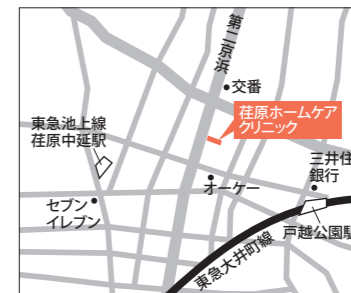 第二京浜
交番
荏原ホームケア
クリニック
東急池上線
荏原中延駅
三井住
銀行
オーケー
セブン
イレブン
戸越公園駅
東急大井町線